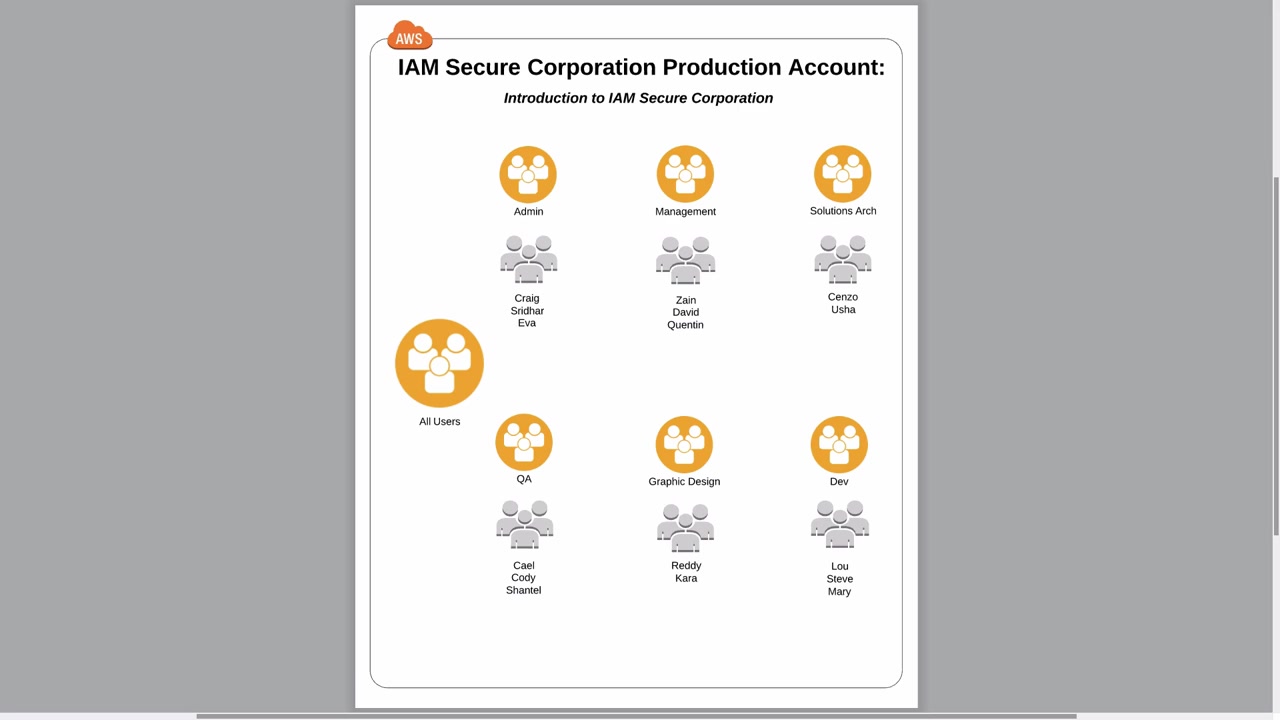 AWS
IAM Secure Corporation Production Account:
Introduction to IAM Secure Corporation
Admin
Management
Solutions Arch
Craig
Sridhar
Eva
Zain
David
Quentin
Cenzo
Usha
All Users
QA
Graphic Design
Dev
Cael
Cody
Shantel
Reddy
Kara
Lou
Steve
Mary